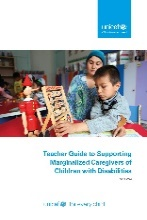 unicef
Teacher Guide to Supporting
Marginalized Caregivers of
Children with Disabilities
unicef | for every child